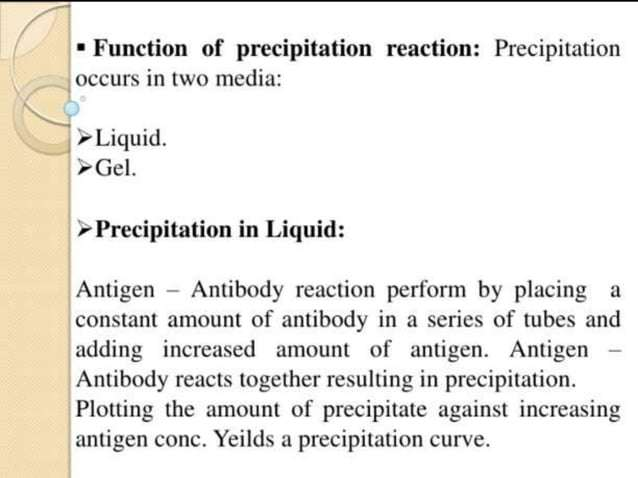 ▪ Function of precipitation reaction: Precipitation
occurs in two media:
➢Liquid.
➢Gel.
➢Precipitation in Liquid:
Antigen – Antibody reaction perform by placing a
constant amount of antibody in a series of tubes and
adding increased amount of antigen. Antigen –
Antibody reacts together resulting in precipitation.
Plotting the amount of precipitate against increasing
antigen conc. Yeilds a precipitation curve.